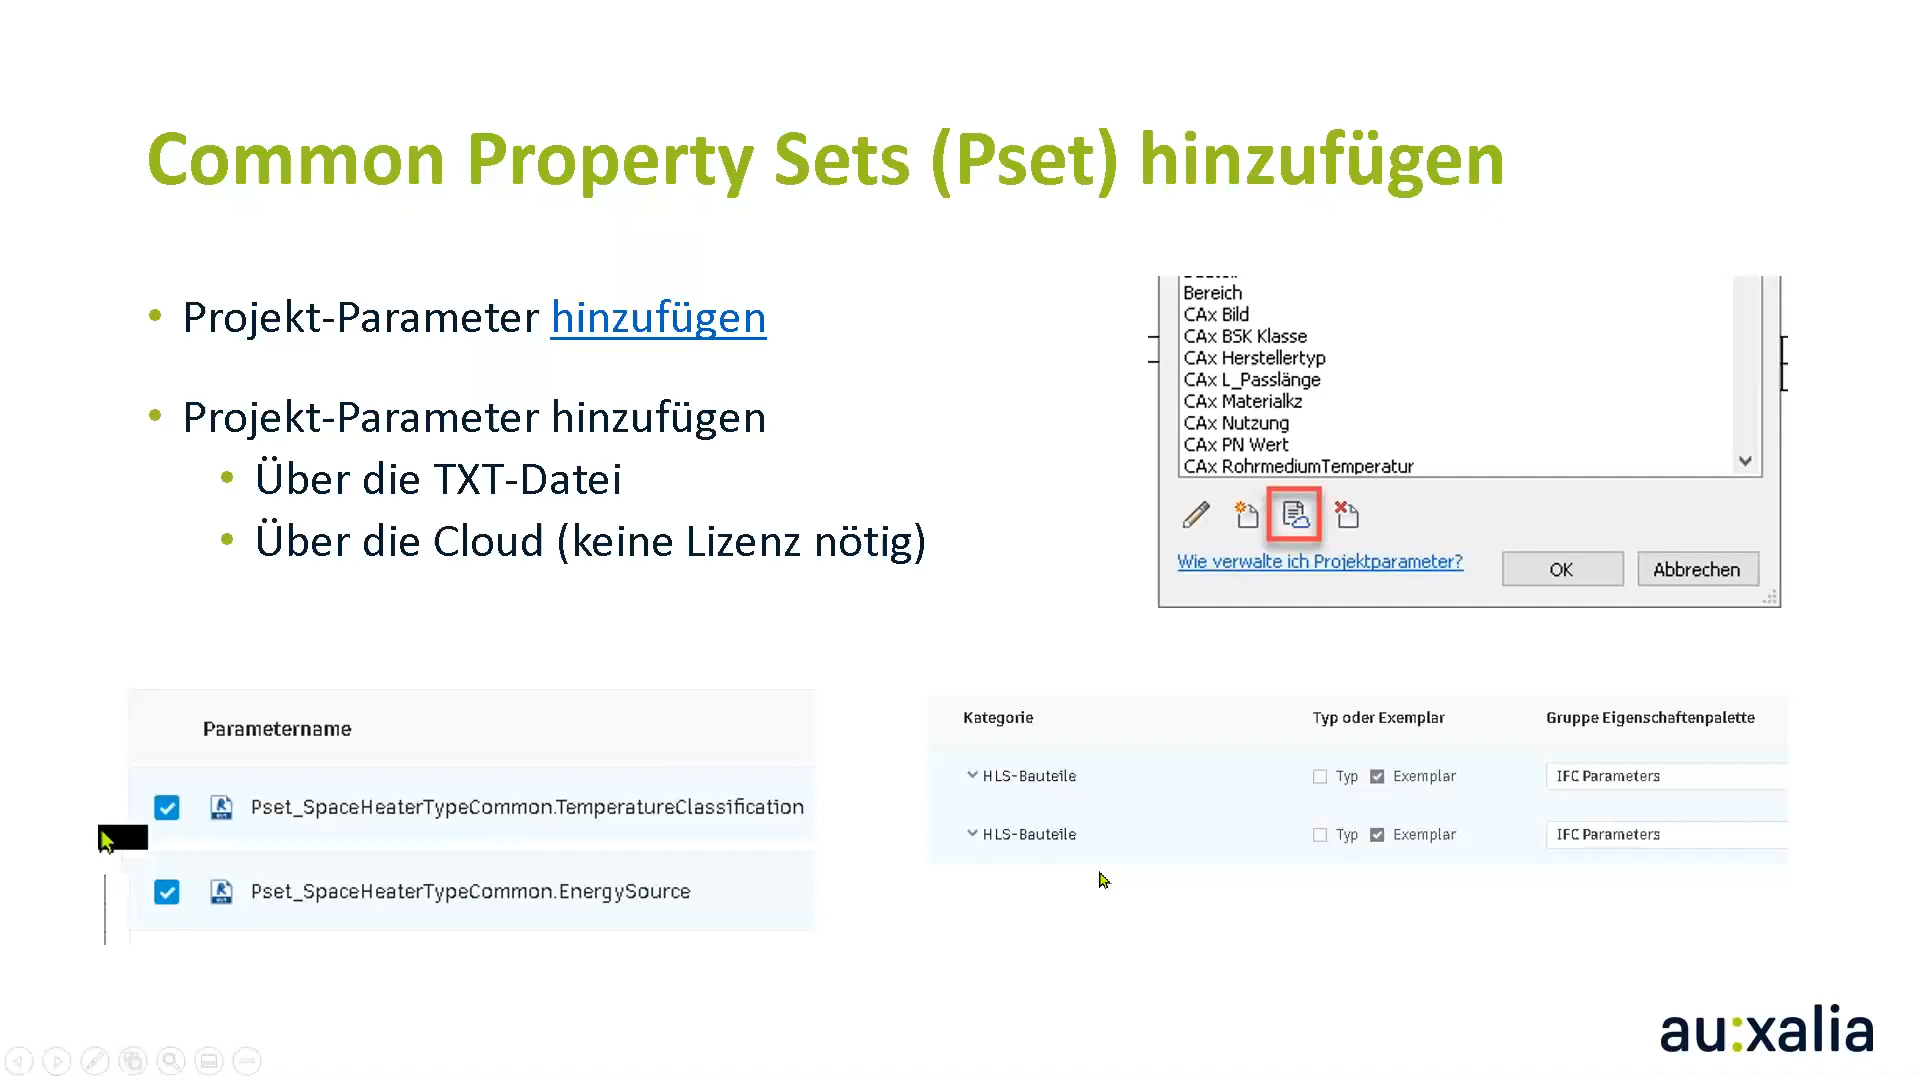 Common Property Sets (Pset) hinzufügen
• Projekt-Parameter hinzufügen
• Projekt-Parameter hinzufügen
• Über die TXT-Datei
• Über die Cloud (keine Lizenz nötig)
Bereich
CAx Bild
CAx BSK Klasse
CAx Herstellertyp
CAx L_Passlänge
CAx Materialkz
CAx Nutzung
CAx PN Wert
CAx RohrmediumTemperatur
Wie verwalte ich Projektparameter?
OK
Abbrechen
Parametername
Pset_SpaceHeaterTypeCommon.TemperatureClassification
Pset_SpaceHeaterTypeCommon.EnergySource
Kategorie Typ oder Exemplar Gruppe Eigenschaftenpalette
HLS-Bauteile Typ Exemplar IFC Parameters
HLS-Bauteile Typ Exemplar IFC Parameters
au:xalia